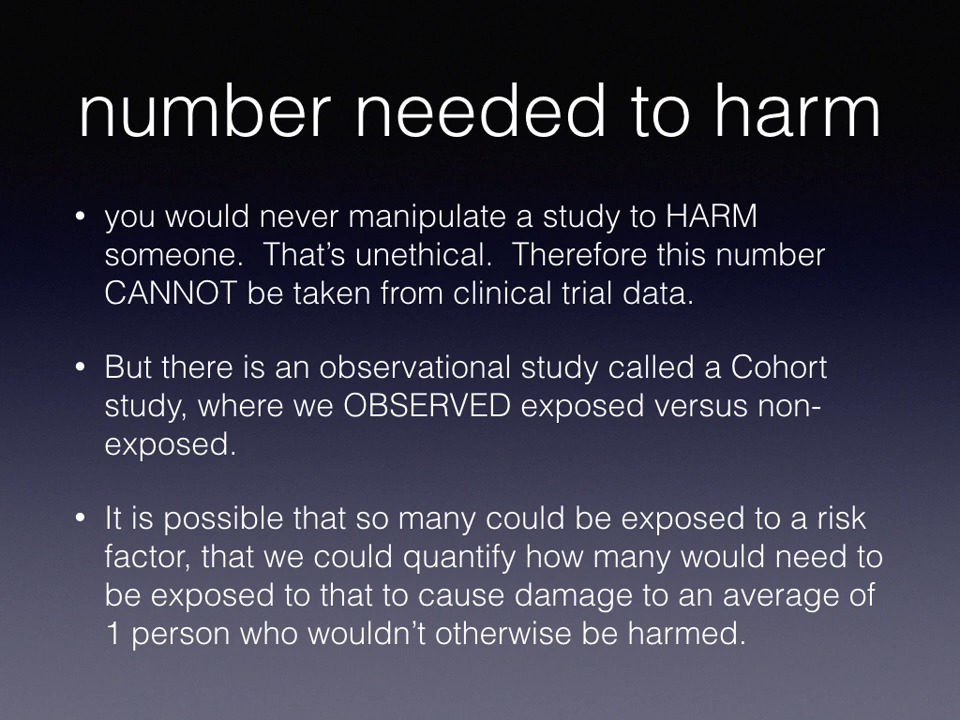 number needed to harm
• you would never manipulate a study to HARM
someone.  That’s unethical.  Therefore this number
CANNOT be taken from clinical trial data.
• But there is an observational study called a Cohort
study, where we OBSERVED exposed versus non-
exposed.
• It is possible that so many could be exposed to a risk
factor, that we could quantify how many would need to
be exposed to that to cause damage to an average of
1 person who wouldn’t otherwise be harmed.